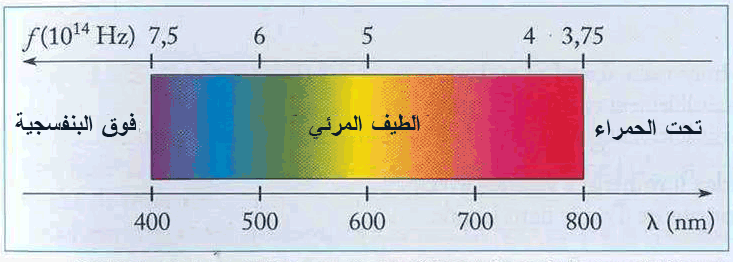 f(10¹⁴ Hz) 7,5 6 5 4 3,75
فوق البنفسجية الطيف المرئي تحت الحمراء
400 500 600 700 800 λ (nm)